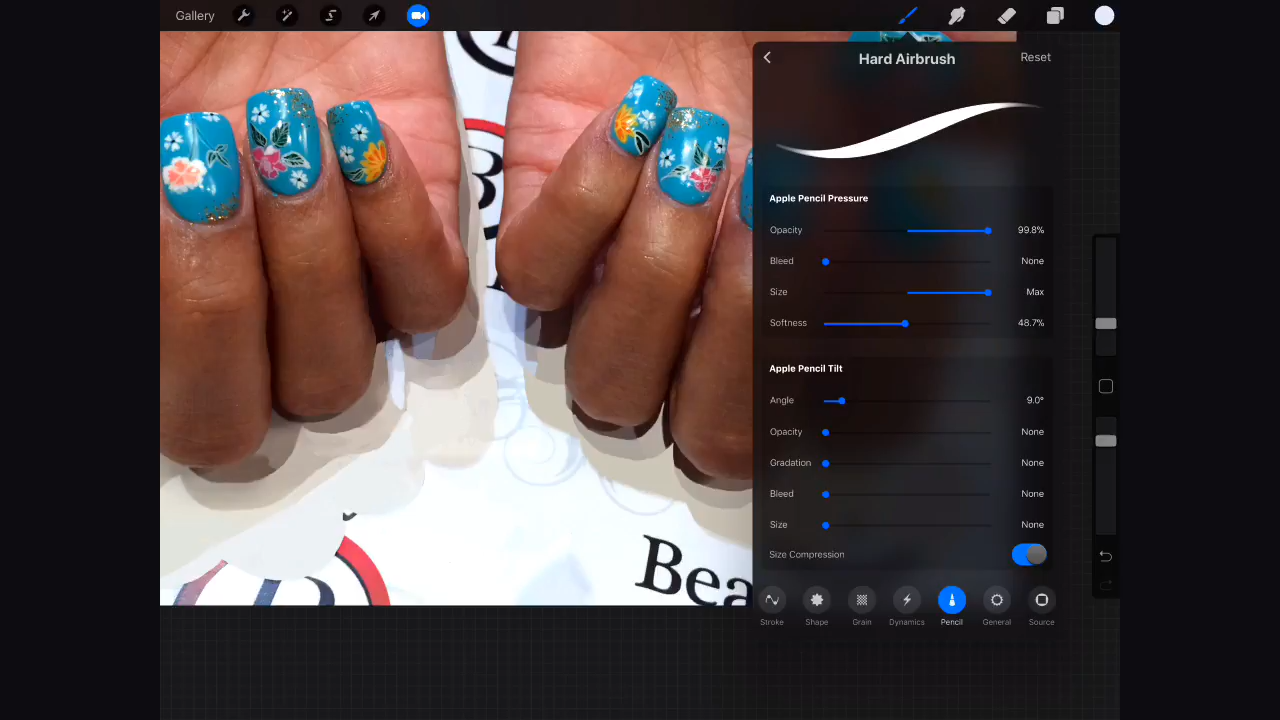 Gallery
Hard Airbrush
Reset
Apple Pencil Pressure
Opacity 99.8%
Bleed None
Size Max
Softness 48.7%
Apple Pencil Tilt
Angle 9.0°
Opacity None
Gradation None
Bleed None
Size None
Size Compression
Stroke Shape Grain Dynamics Pencil General Source
B
Bea